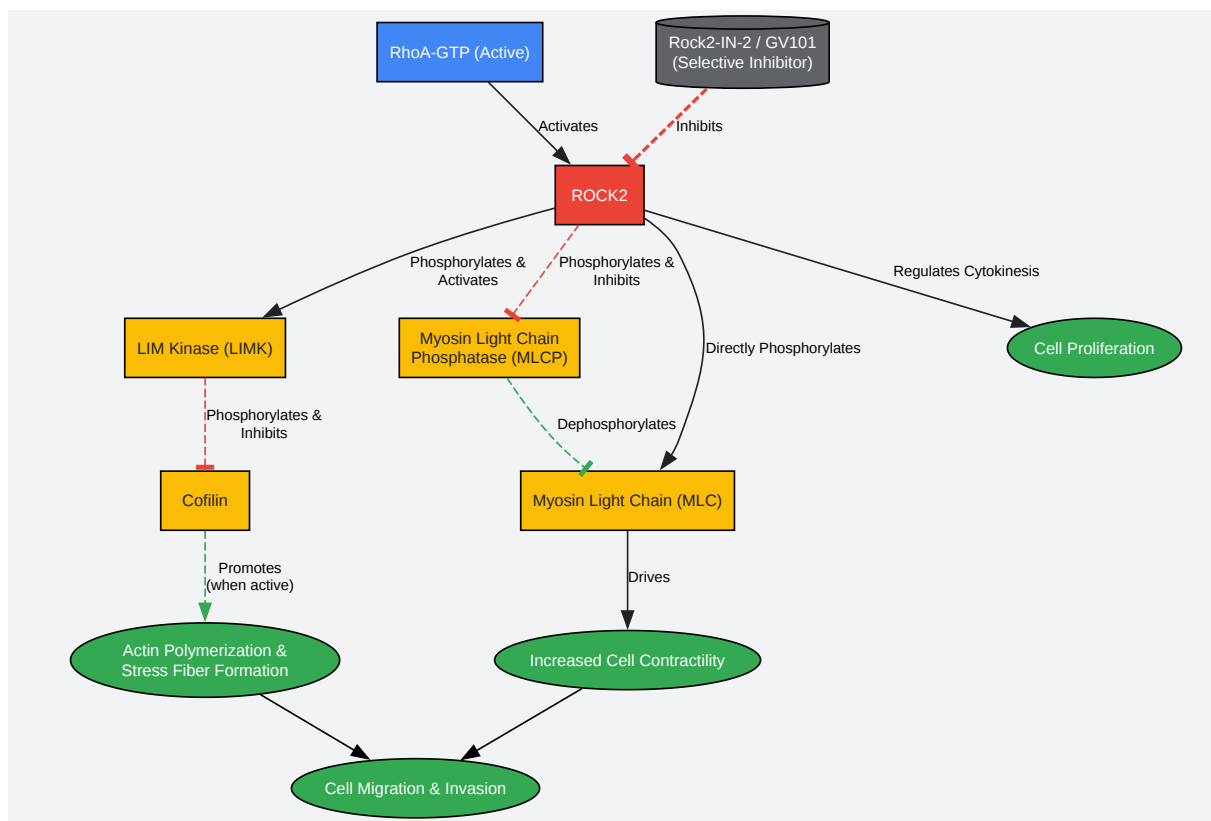 RhoA-GTP (Active)
Rock2-IN-2 / GV101
(Selective Inhibitor)
Activates
Inhibits
ROCK2
Phosphorylates &
Activates
Phosphorylates &
Inhibits
Regulates Cytokinesis
LIM Kinase (LIMK)
Myosin Light Chain
Phosphatase (MLCP)
Directly Phosphorylates
Cell Proliferation
Phosphorylates &
Inhibits
Dephosphorylates
Cofilin
Myosin Light Chain (MLC)
Promotes
(when active)
Drives
Actin Polymerization &
Stress Fiber Formation
Increased Cell Contractility
Cell Migration & Invasion